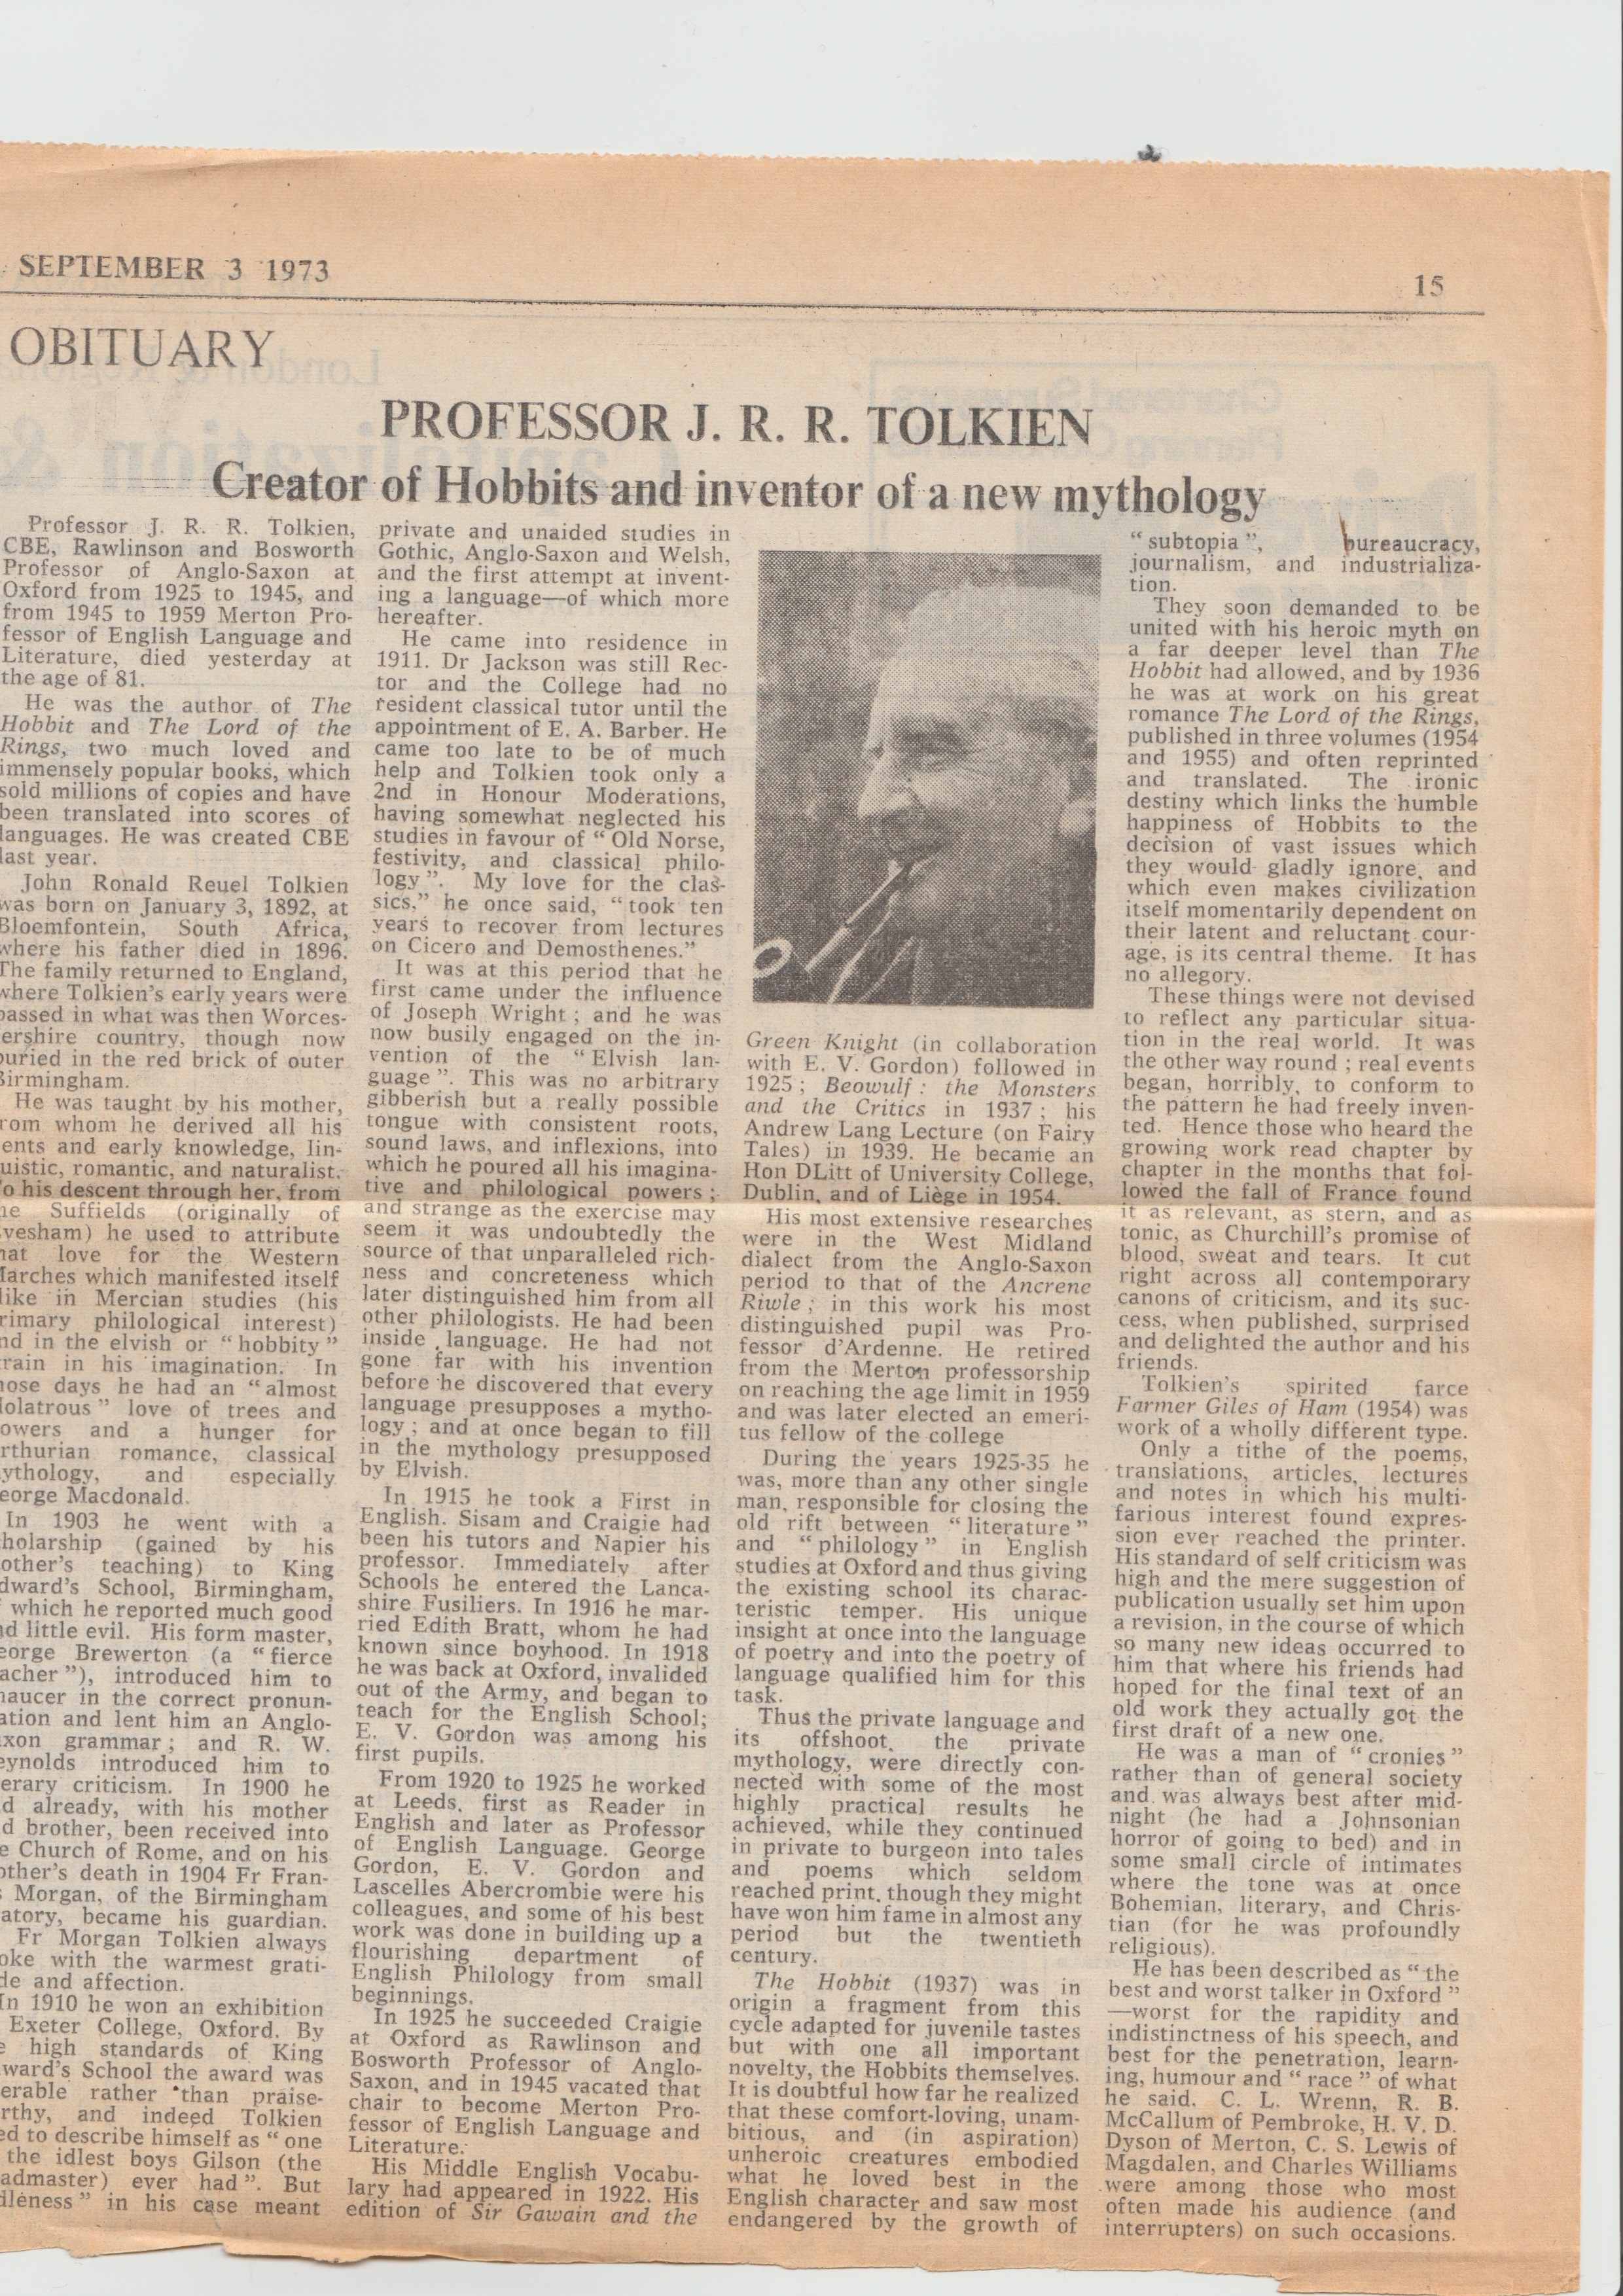 SEPTEMBER 3 1973
15
OBITUARY
PROFESSOR J. R. R. TOLKIEN
Creator of Hobbits and inventor of a new mythology
Professor J. R. R. Tolkien,
CBE, Rawlinson and Bosworth
Professor of Anglo-Saxon at
Oxford from 1925 to 1945, and
from 1945 to 1959 Merton Pro-
fessor of English Language and
Literature, died yesterday at
the age of 81.
He was the author of The
Hobbit and The Lord of the
Rings, two much loved and
immensely popular books, which
sold millions of copies and have
been translated into scores of
languages. He was created CBE
last year.
John Ronald Reuel Tolkien
was born on January 3, 1892, at
Bloemfontein, South Africa,
where his father died in 1896.
The family returned to England,
where Tolkien's early years were
passed in what was then Worces-
ershire country, though now
buried in the red brick of outer
Birmingham.
He was taught by his mother,
rom whom he derived all his
ents and early knowledge, lin-
uistic, romantic, and naturalist.
o his descent through her, from
he Suffields (originally of
vesham) he used to attribute
hat love for the Western
Marches which manifested itself
like in Mercian studies (his
rimary philological interest)
nd in the elvish or "hobbity"
train in his imagination. In
hose days he had an "almost
dolatrous" love of trees and
owers and a hunger for
rthurian romance, classical
ythology, and especially
eorge Macdonald.
In 1903 he went with a
cholarship (gained by his
other's teaching) to King
dward's School, Birmingham,
f which he reported much good
nd little evil. His form master,
eorge Brewerton (a "fierce
acher"), introduced him to
haucer in the correct pronun-
ation and lent him an Anglo-
xon grammar; and R. W.
eynolds introduced him to
erary criticism. In 1900 he
d already, with his mother
d brother, been received into
e Church of Rome, and on his
other's death in 1904 Fr Fran-
s Morgan, of the Birmingham
atory, became his guardian.
Fr Morgan Tolkien always
oke with the warmest grati-
de and affection.
In 1910 he won an exhibition
Exeter College, Oxford. By
e high standards of King
ward's School the award was
erable rather than praise-
rthy, and indeed Tolkien
ed to describe himself as "one
the idlest boys Gilson (the
admaster) ever had". But
dleness" in his case meant
private and unaided studies in
Gothic, Anglo-Saxon and Welsh,
and the first attempt at invent-
ing a language—of which more
hereafter.
He came into residence in
1911. Dr Jackson was still Rec-
tor and the College had no
resident classical tutor until the
appointment of E. A. Barber. He
came too late to be of much
help and Tolkien took only a
2nd in Honour Moderations,
having somewhat neglected his
studies in favour of "Old Norse,
festivity, and classical philo-
logy". My love for the clas-
sics," he once said, "took ten
years to recover from lectures
on Cicero and Demosthenes."
It was at this period that he
first came under the influence
of Joseph Wright; and he was
now busily engaged on the in-
vention of the "Elvish lan-
guage". This was no arbitrary
gibberish but a really possible
tongue with consistent roots,
sound laws, and inflexions, into
which he poured all his imagina-
tive and philological powers;
and strange as the exercise may
seem it was undoubtedly the
source of that unparalleled rich-
ness and concreteness which
later distinguished him from all
other philologists. He had been
inside language. He had not
gone far with his invention
before he discovered that every
language presupposes a mytho-
logy; and at once began to fill
in the mythology presupposed
by Elvish.
In 1915 he took a First in
English. Sisam and Craigie had
been his tutors and Napier his
professor. Immediately after
Schools he entered the Lanca-
shire Fusiliers. In 1916 he mar-
ried Edith Bratt, whom he had
known since boyhood. In 1918
he was back at Oxford, invalided
out of the Army, and began to
teach for the English School;
E. V. Gordon was among his
first pupils.
From 1920 to 1925 he worked
at Leeds, first as Reader in
English and later as Professor
of English Language. George
Gordon, E. V. Gordon and
Lascelles Abercrombie were his
colleagues, and some of his best
work was done in building up a
flourishing department of
English Philology from small
beginnings.
In 1925 he succeeded Craigie
at Oxford as Rawlinson and
Bosworth Professor of Anglo-
Saxon, and in 1945 vacated that
chair to become Merton Pro-
fessor of English Language and
Literature.
His Middle English Vocabu-
lary had appeared in 1922. His
edition of Sir Gawain and the
Green Knight (in collaboration
with E. V. Gordon) followed in
1925; Beowulf: the Monsters
and the Critics in 1937; his
Andrew Lang Lecture (on Fairy
Tales) in 1939. He became an
Hon DLitt of University College,
Dublin, and of Liège in 1954.
His most extensive researches
were in the West Midland
dialect from the Anglo-Saxon
period to that of the Ancrene
Riwle; in this work his most
distinguished pupil was Pro-
fessor d'Ardenne. He retired
from the Merton professorship
on reaching the age limit in 1959
and was later elected an emeri-
tus fellow of the college
During the years 1925-35 he
was, more than any other single
man, responsible for closing the
old rift between "literature"
and "philology" in English
studies at Oxford and thus giving
the existing school its charac-
teristic temper. His unique
insight at once into the language
of poetry and into the poetry of
language qualified him for this
task.
Thus the private language and
its offshoot, the private
mythology, were directly con-
nected with some of the most
highly practical results he
achieved, while they continued
in private to burgeon into tales
and poems which seldom
reached print, though they might
have won him fame in almost any
period but the twentieth
century.
The Hobbit (1937) was in
origin a fragment from this
cycle adapted for juvenile tastes
but with one all important
novelty, the Hobbits themselves.
It is doubtful how far he realized
that these comfort-loving, unam-
bitious, and (in aspiration)
unheroic creatures embodied
what he loved best in the
English character and saw most
endangered by the growth of
"subtopia", bureaucracy,
journalism, and industrializa-
tion.
They soon demanded to be
united with his heroic myth on
a far deeper level than The
Hobbit had allowed, and by 1936
he was at work on his great
romance The Lord of the Rings,
published in three volumes (1954
and 1955) and often reprinted
and translated. The ironic
destiny which links the humble
happiness of Hobbits to the
decision of vast issues which
they would gladly ignore, and
which even makes civilization
itself momentarily dependent on
their latent and reluctant cour-
age, is its central theme. It has
no allegory.
These things were not devised
to reflect any particular situa-
tion in the real world. It was
the other way round; real events
began, horribly, to conform to
the pattern he had freely inven-
ted. Hence those who heard the
growing work read chapter by
chapter in the months that fol-
lowed the fall of France found
it as relevant, as stern, and as
tonic, as Churchill's promise of
blood, sweat and tears. It cut
right across all contemporary
canons of criticism, and its suc-
cess, when published, surprised
and delighted the author and his
friends.
Tolkien's spirited farce
Farmer Giles of Ham (1954) was
work of a wholly different type.
Only a tithe of the poems,
translations, articles, lectures
and notes in which his multi-
farious interest found expres-
sion ever reached the printer.
His standard of self criticism was
high and the mere suggestion of
publication usually set him upon
a revision, in the course of which
so many new ideas occurred to
him that where his friends had
hoped for the final text of an
old work they actually got the
first draft of a new one.
He was a man of "cronies"
rather than of general society
and was always best after mid-
night (he had a Johnsonian
horror of going to bed) and in
some small circle of intimates
where the tone was at once
Bohemian, literary, and Chris-
tian (for he was profoundly
religious).
He has been described as "the
best and worst talker in Oxford"
—worst for the rapidity and
indistinctness of his speech, and
best for the penetration, learn-
ing, humour and "race" of what
he said. C. L. Wrenn, R. B.
McCallum of Pembroke, H. V. D.
Dyson of Merton, C. S. Lewis of
Magdalen, and Charles Williams
were among those who most
often made his audience (and
interrupters) on such occasions.